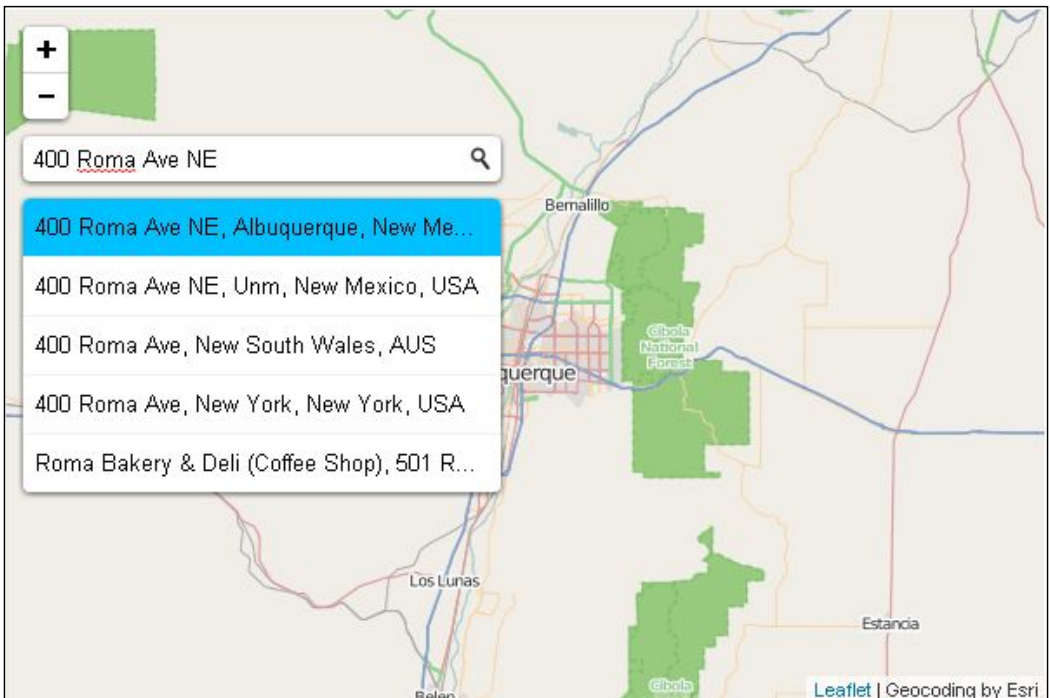 +
−
400 Roma Ave NE
400 Roma Ave NE, Albuquerque, New Me...
400 Roma Ave NE, Unm, New Mexico, USA
400 Roma Ave, New South Wales, AUS
400 Roma Ave, New York, New York, USA
Roma Bakery & Deli (Coffee Shop), 501 R...
Bernalillo
Cibola
National
Forest
querque
Los Lunas
Estancia
Belen
Cibola
Leaflet | Geocoding by Esri